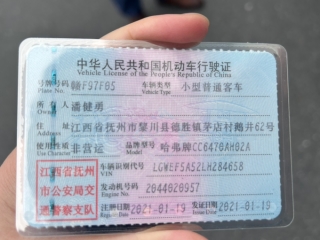 中华人民共和国机动车行驶证
Vehicle License of the People's Republic of China
号牌号码 赣F97F85 车辆类型 小型普通客车
Plate No. Vehicle Type
所有人 潘健勇
Owner
住址 江西省抚州市黎川县德胜镇茅店村鹅井62号
Address
使用性质 非营运 品牌型号 哈弗牌CC6470AH02A
Use Character
江西省抚州市公安局交通警察支队
车辆识别代号 LGWEF5A52LH284658
VIN
发动机号码 2044020957
Engine No.
注册日期 2021-01-19 发证日期 2021-01-19
Register Date Issue Date